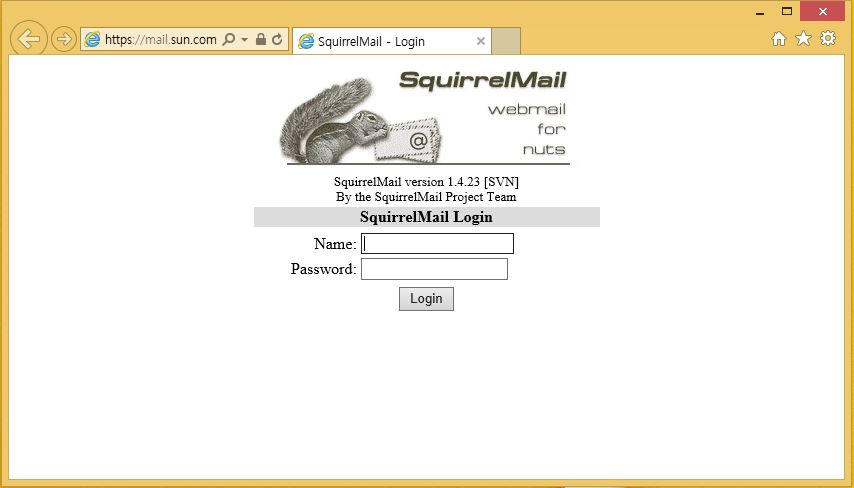 https://mail.sun.com
SquirrelMail - Login
SquirrelMail
webmail
for
nuts
@
SquirrelMail version 1.4.23 [SVN]
By the SquirrelMail Project Team
SquirrelMail Login
Name:
Password:
Login